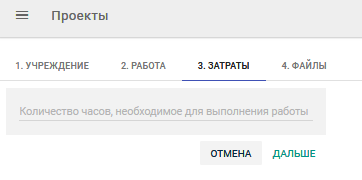 Проекты
1. УЧРЕЖДЕНИЕ 2. РАБОТА 3. ЗАТРАТЫ 4. ФАЙЛЫ
Количество часов, необходимое для выполнения работы
ОТМЕНА ДАЛЬШЕ